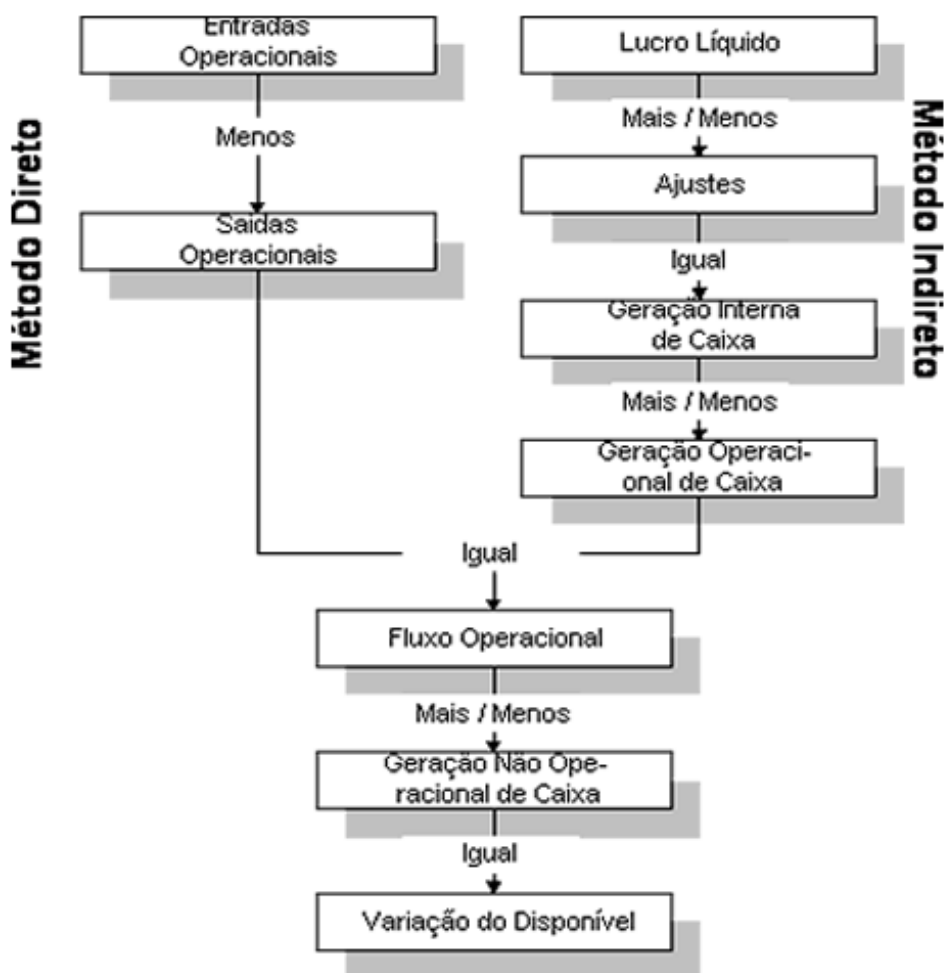 Método Direto
Entradas
Operacionais
Menos
Saídas
Operacionais
Método Indireto
Lucro Líquido
Mais / Menos
Ajustes
Igual
Geração Interna
de Caixa
Mais / Menos
Geração Operaci-
onal de Caixa
Igual
Fluxo Operacional
Mais / Menos
Geração Não Ope-
racional de Caixa
Igual
Variação do Disponível